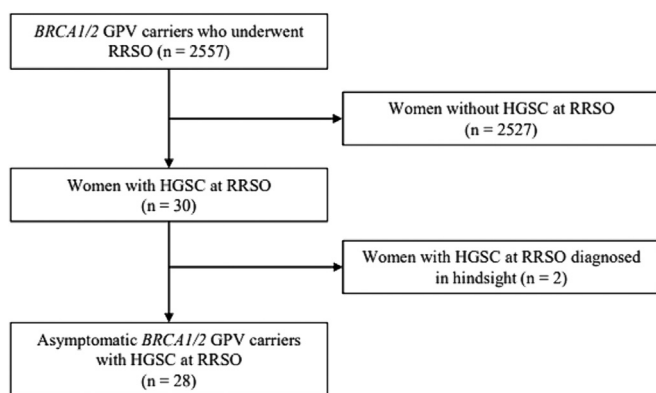 BRCA1/2 GPV carriers who underwent
RRSO (n = 2557)
Women without HGSC at RRSO
(n = 2527)
Women with HGSC at RRSO
(n = 30)
Women with HGSC at RRSO diagnosed
in hindsight (n = 2)
Asymptomatic BRCA1/2 GPV carriers
with HGSC at RRSO
(n = 28)